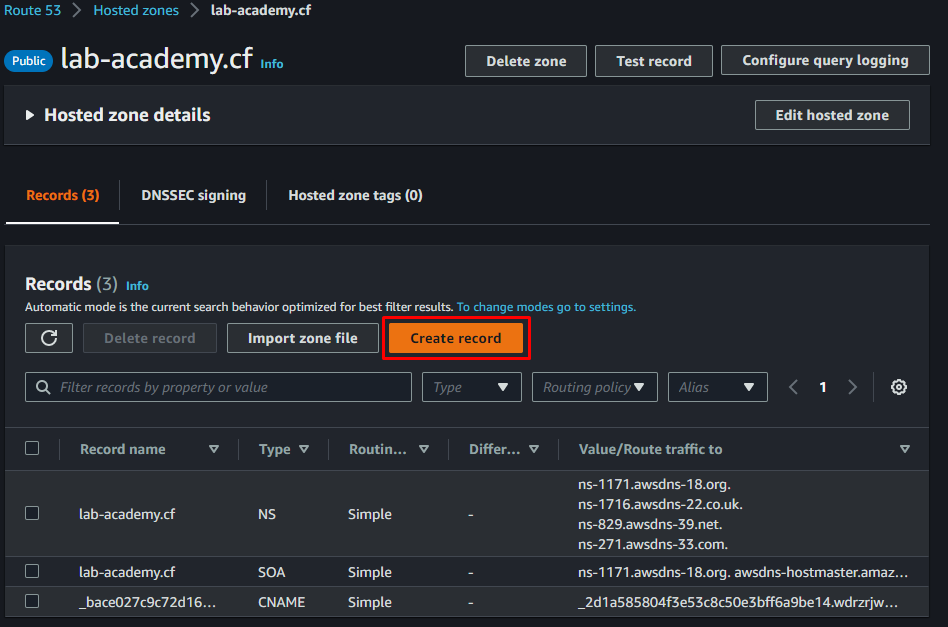 Route 53 > Hosted zones > lab-academy.cf
Public lab-academy.cf Info Delete zone Test record Configure query logging
Hosted zone details Edit hosted zone
Records (3) DNSSEC signing Hosted zone tags (0)
Records (3) Info
Automatic mode is the current search behavior optimized for best filter results. To change modes go to settings.
Delete record Import zone file Create record
Filter records by property or value Type Routing policy Alias 1
Record name Type Routin... Differ... Value/Route traffic to
ns-1171.awsdns-18.org.
ns-1716.awsdns-22.co.uk.
lab-academy.cf NS Simple -
ns-829.awsdns-39.net.
ns-271.awsdns-33.com.
lab-academy.cf SOA Simple - ns-1171.awsdns-18.org. awsdns-hostmaster.amaz...
_bace027c9c72d16... CNAME Simple - _2d1a585804f3e53c8c50e3bff6a9be14.wdrzrjw...